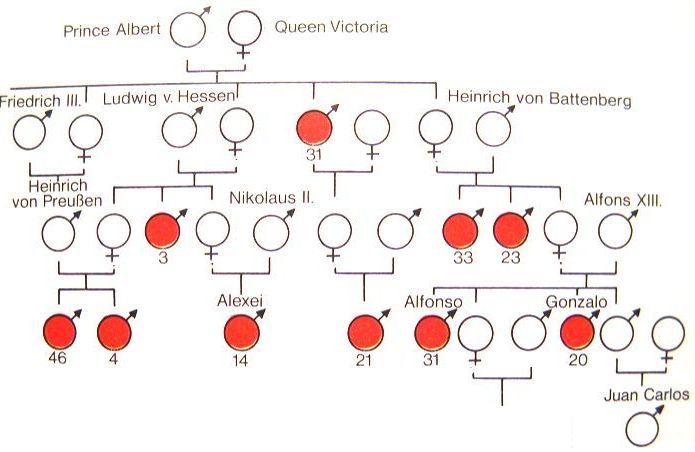 Prince Albert Queen Victoria
Friedrich III. Ludwig v. Hessen Heinrich von Battenberg
31
Heinrich
von Preußen Nikolaus II. Alfons XIII.
3 33 23
Alexei Alfonso Gonzalo
46 4 14 21 31 20
Juan Carlos